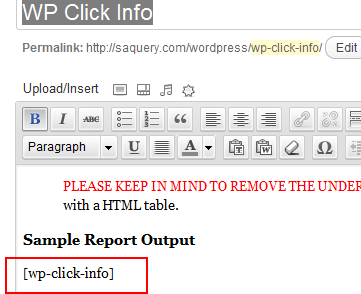 WP Click Info
Permalink: http://saquery.com/wordpress/wp-click-info/ Edit
Upload/Insert
B I ABC
Paragraph U A Ω
PLEASE KEEP IN MIND TO REMOVE THE UNDER
with a HTML table.
Sample Report Output
[wp-click-info]